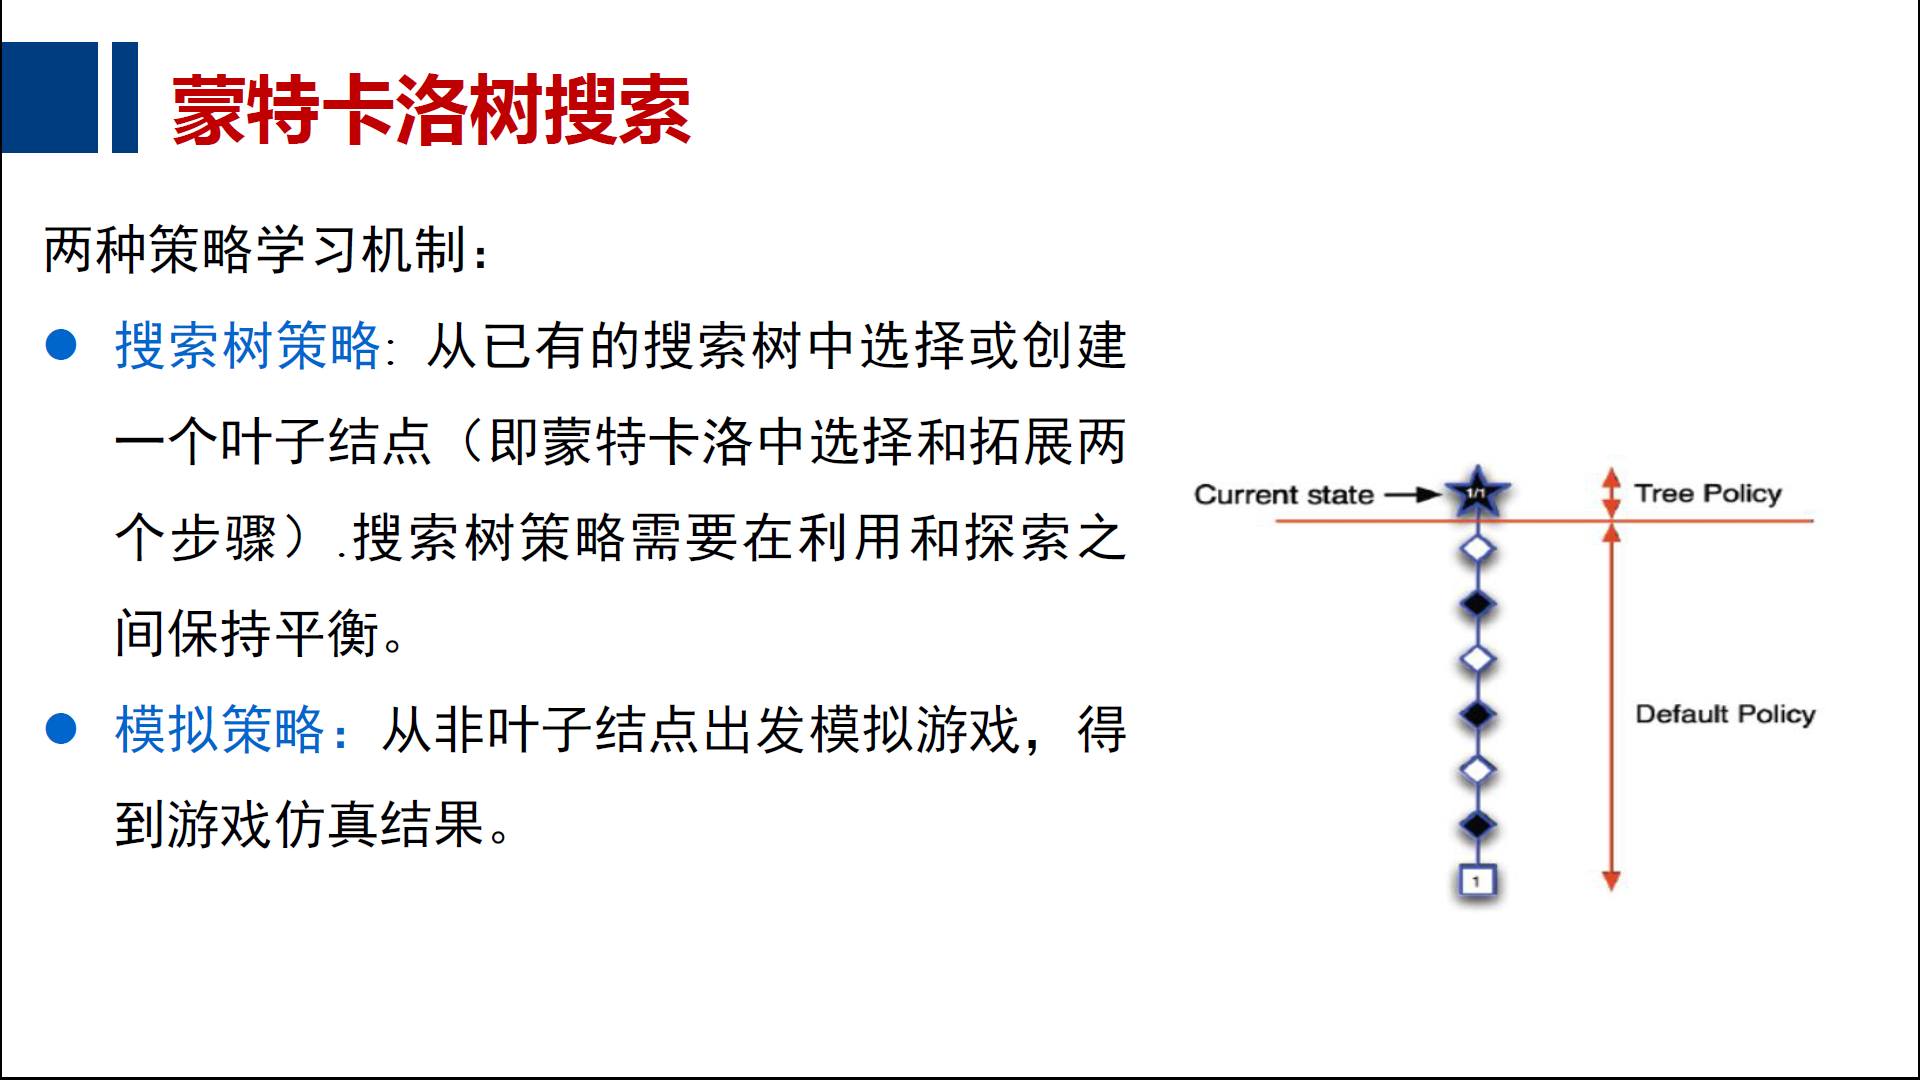 蒙特卡洛树搜索
两种策略学习机制：
搜索树策略: 从已有的搜索树中选择或创建
一个叶子结点（即蒙特卡洛中选择和拓展两
个步骤）.搜索树策略需要在利用和探索之
间保持平衡。
模拟策略：从非叶子结点出发模拟游戏，得
到游戏仿真结果。
Current state
1/1
Tree Policy
Default Policy
1